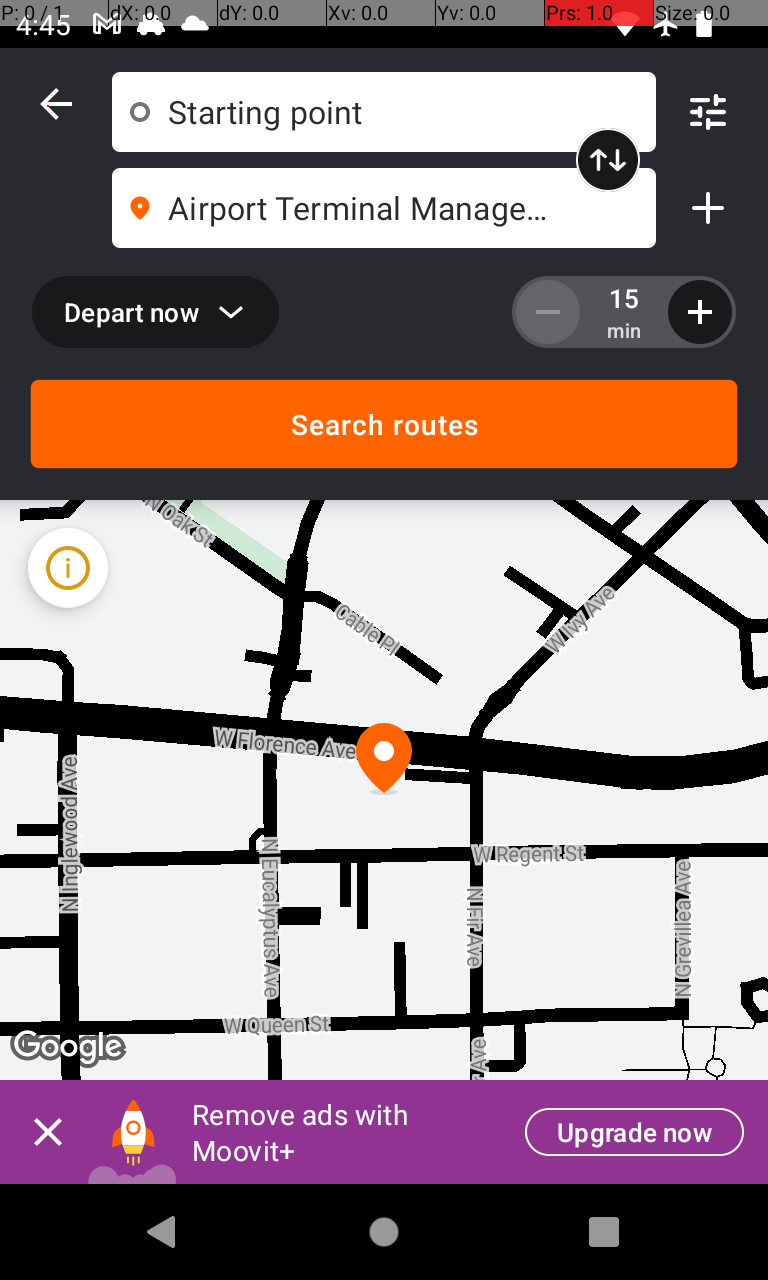 P: 0 / 1
dX: 0.0
dY: 0.0
Xv: 0.0
Yv: 0.0
Prs: 1.0
Size: 0.0
4:45
Starting point
Airport Terminal Manage...
Depart now
15
min
Search routes
N Oak St
Cable Pl
W Ivy Ave
W Florence Ave
N Inglewood Ave
N Eucalyptus Ave
W Regent St
N Fir Ave
N Grevillea Ave
W Queen St
r Ave
Google
Remove ads with
Moovit+
Upgrade now